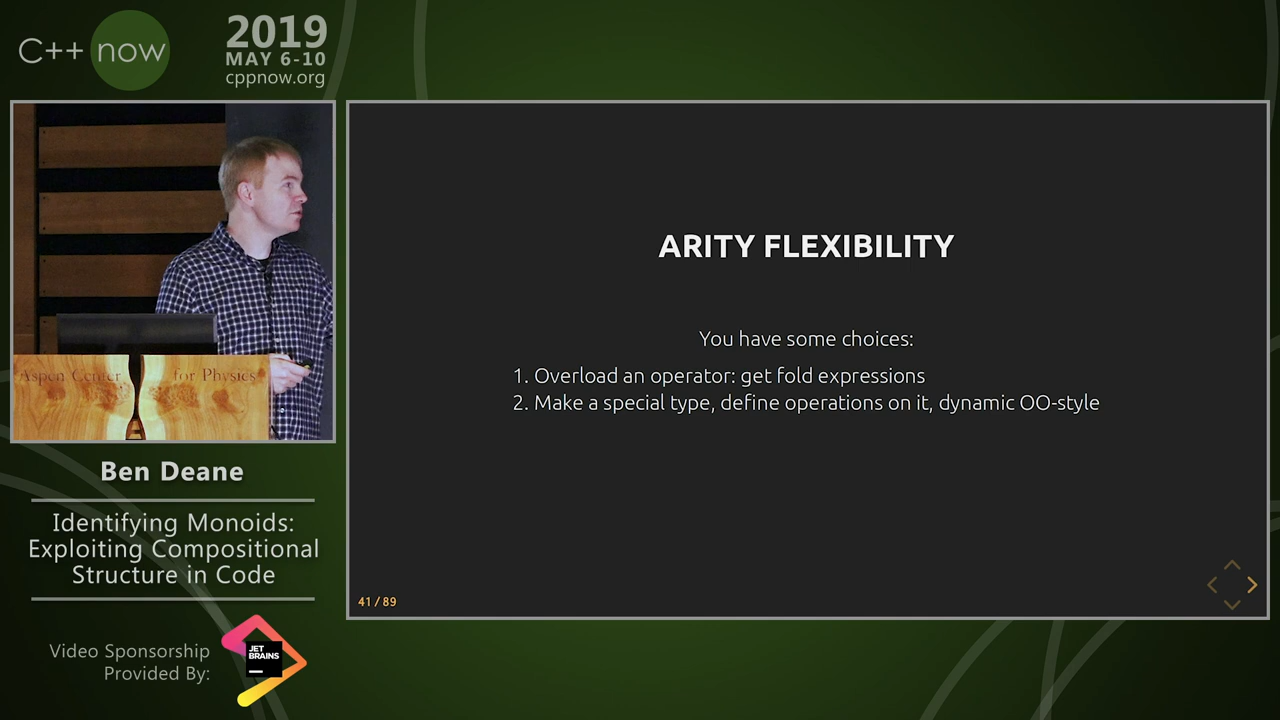 C++ now
2019
MAY 6-10
cppnow.org
Aspen Center for Physics
Ben Deane
Identifying Monoids:
Exploiting Compositional
Structure in Code
Video Sponsorship
Provided By:
JET
BRAINS
ARITY FLEXIBILITY
You have some choices:
1. Overload an operator: get fold expressions
2. Make a special type, define operations on it, dynamic OO-style
41 / 89